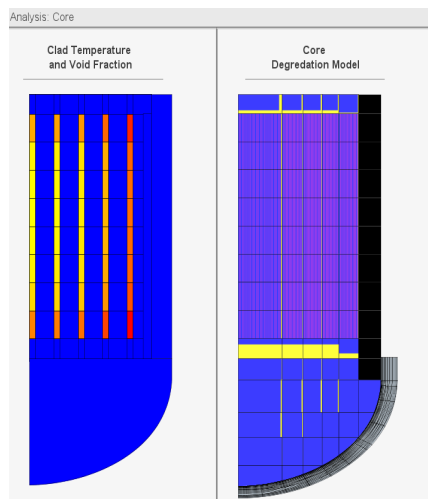 Analysis: Core
Clad Temperature
and Void Fraction
Core
Degredation Model